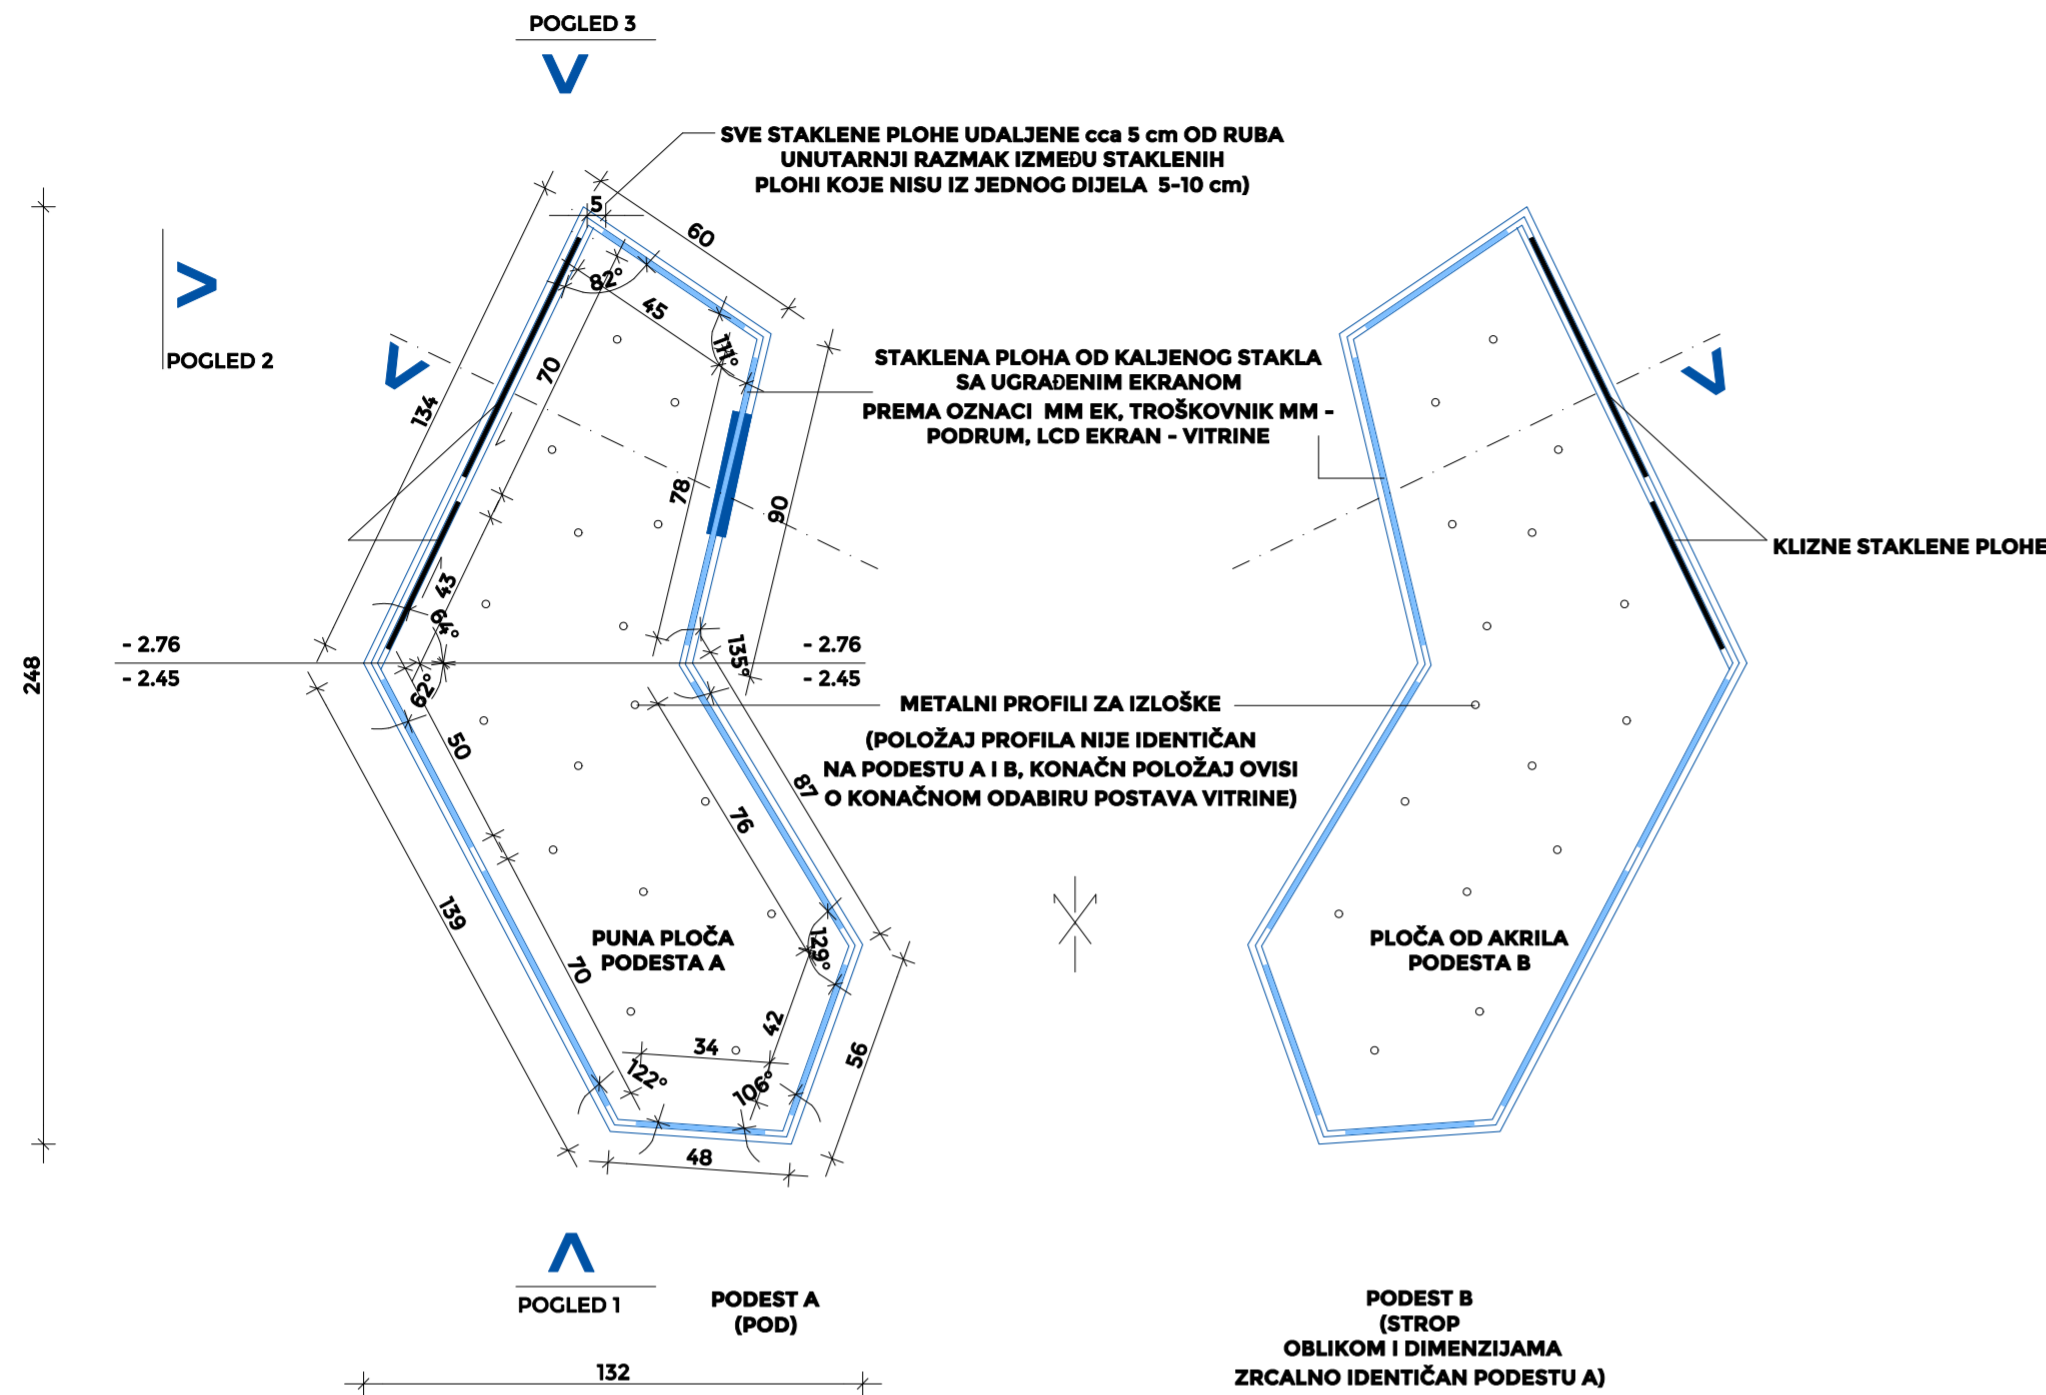 POGLED 3
SVE STAKLENE PLOHE UDALJENE cca 5 cm OD RUBA
UNUTARNJI RAZMAK IZMEĐU STAKLENIH
PLOHI KOJE NISU IZ JEDNOG DIJELA 5-10 cm)
5
60
82°
45
111°
POGLED 2
70
134
STAKLENA PLOHA OD KALJENOG STAKLA
SA UGRAĐENIM EKRANOM
PREMA OZNACI MM EK, TROŠKOVNIK MM -
PODRUM, LCD EKRAN - VITRINE
78
90
KLIZNE STAKLENE PLOHE
43
64°
- 2.76
- 2.76
135°
248
- 2.45
- 2.45
62°
METALNI PROFILI ZA IZLOŠKE
(POLOŽAJ PROFILA NIJE IDENTIČAN
NA PODESTU A I B, KONAČN POLOŽAJ OVISI
O KONAČNOM ODABIRU POSTAVA VITRINE)
50
87
76
139
129°
PUNA PLOČA
PODESTA A
PLOČA OD AKRILA
PODESTA B
70
42
34
56
122°
106°
48
POGLED 1
PODEST A
(POD)
PODEST B
(STROP
OBLIKOM I DIMENZIJAMA
ZRCALNO IDENTIČAN PODESTU A)
132